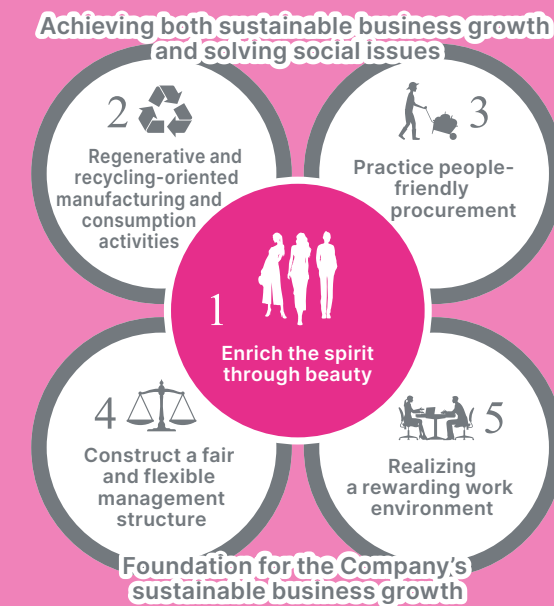 Achieving both sustainable business growth
and solving social issues
2
Regenerative and
recycling-oriented
manufacturing and
consumption
activities
3
Practice people-
friendly
procurement
1
Enrich the spirit
through beauty
4
Construct a fair
and flexible
management
structure
5
Realizing
a rewarding work
environment
Foundation for the Company’s
sustainable business growth